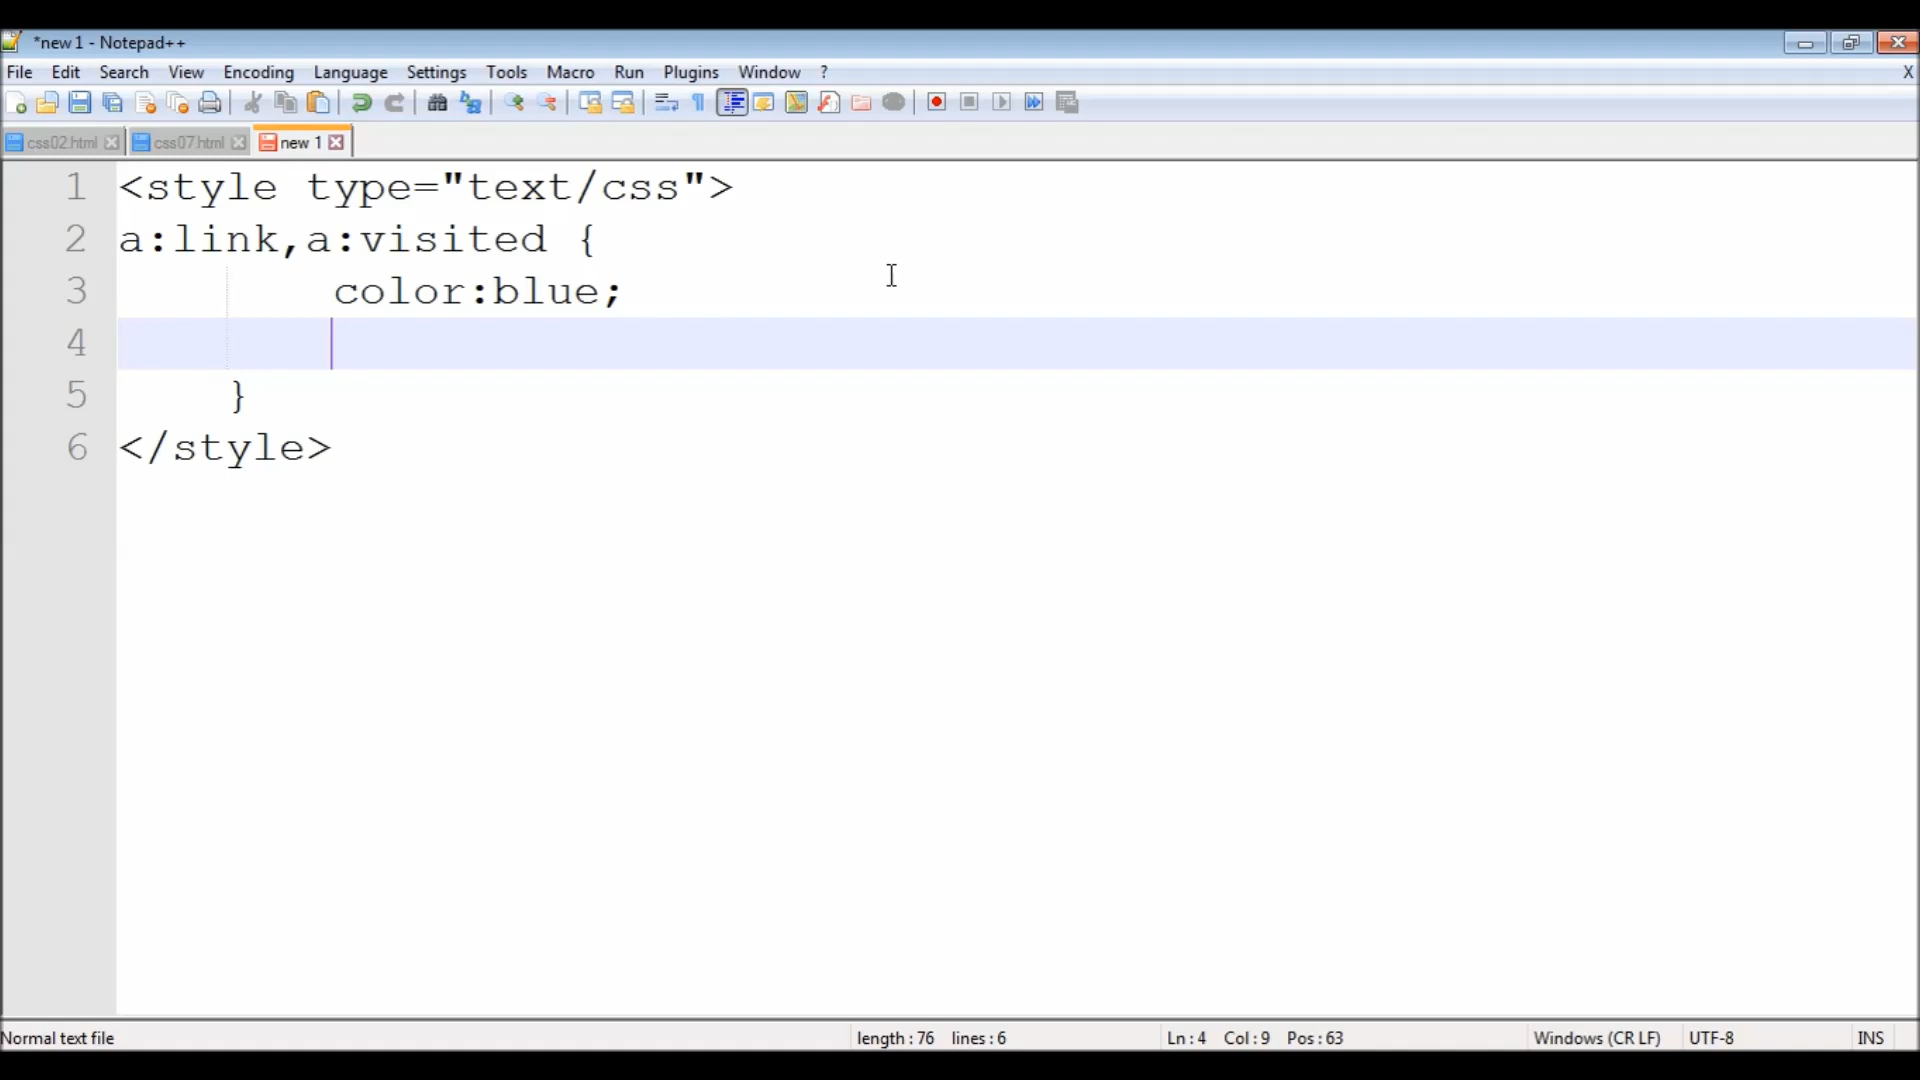 *new 1 - Notepad++
File Edit Search View Encoding Language Settings Tools Macro Run Plugins Window ? X
css02.html css07.html new 1
1 <style type="text/css">
2 a:link,a:visited {
3 color:blue;
4
5 }
6 </style>
Normal text file length : 76 lines : 6 Ln : 4 Col : 9 Pos : 63 Windows (CR LF) UTF-8 INS